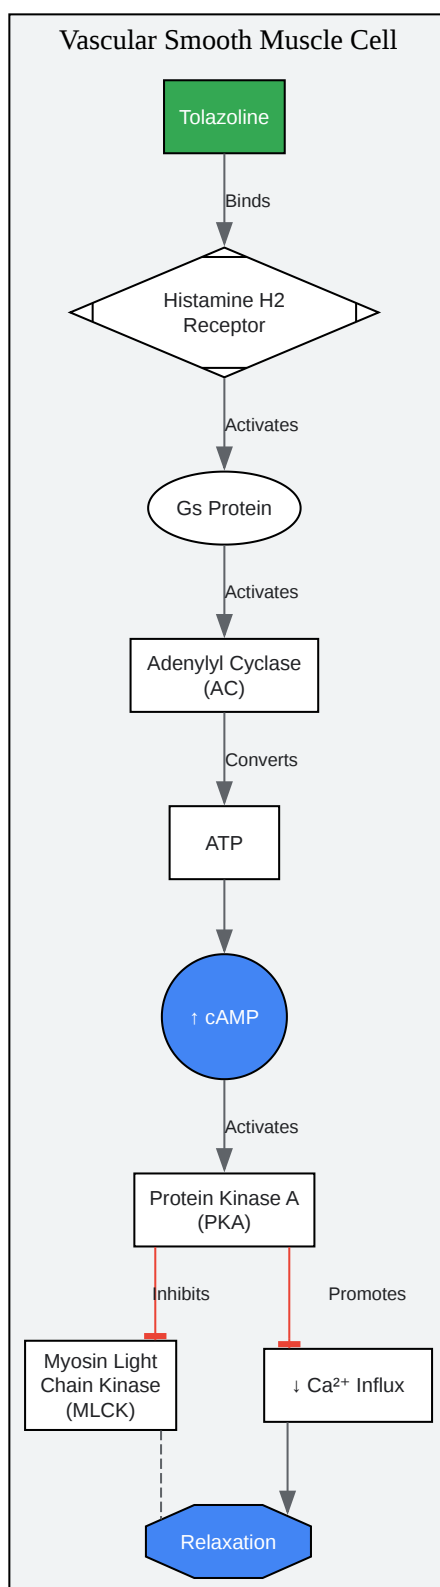 Vascular Smooth Muscle Cell
Tolazoline
Binds
Histamine H2
Receptor
Activates
Gs Protein
Activates
Adenylyl Cyclase
(AC)
Converts
ATP
↑ cAMP
Activates
Protein Kinase A
(PKA)
Inhibits
Promotes
Myosin Light
Chain Kinase
(MLCK)
↓ Ca²⁺ Influx
Relaxation